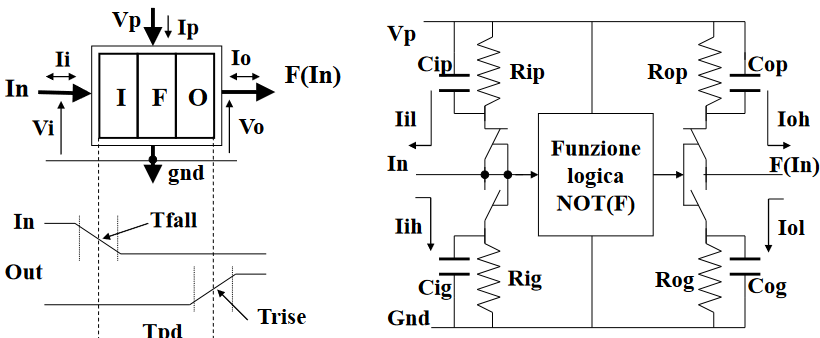 Vp
Ip
Ii
Io
In
I F O
F(In)
Vi
Vo
gnd
In
Tfall
Out
Trise
Tpd
Vp
Cip
Rip
Rop
Cop
Iil
Ioh
In
Funzione
logica
NOT(F)
F(In)
Iih
Iol
Cig
Rig
Rog
Cog
Gnd